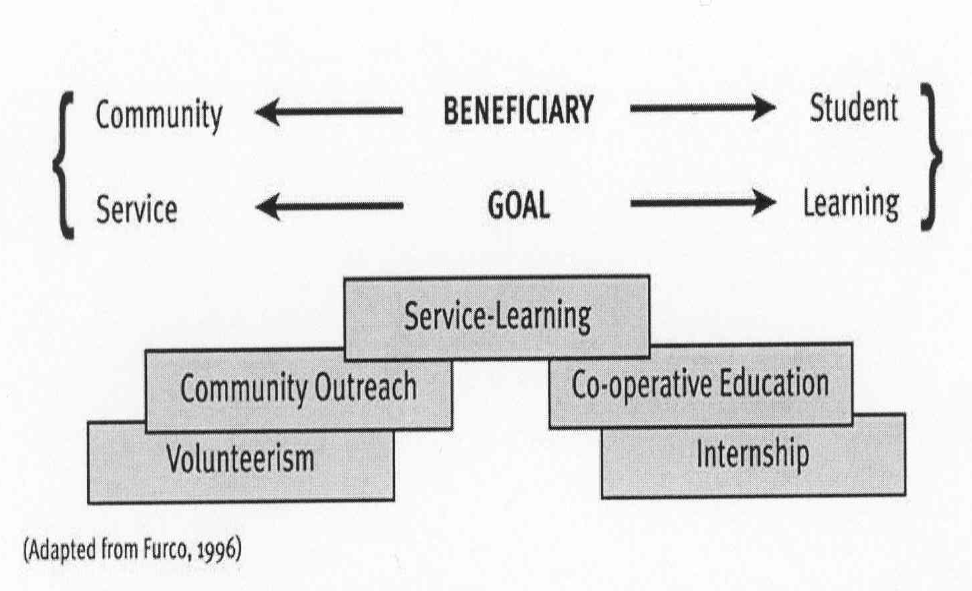 Community BENEFICIARY Student
Service GOAL Learning
Service-Learning
Community Outreach Co-operative Education
Volunteerism Internship
(Adapted from Furco, 1996)